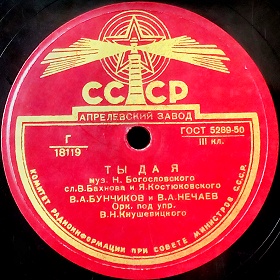 СССР
АПРЕЛЕВСКИЙ ЗАВОД
Г
18119
ГОСТ 5289-50
III кл.
ТЫ ДА Я
муз. Н. Богословского
сл. В. Бахнова и Я. Костюковского
В. А. БУНЧИКОВ и В. А. НЕЧАЕВ
Орк. под упр.
В. Н. Кнушевицкого
КОМИТЕТ РАДИОИНФОРМАЦИИ ПРИ СОВЕТЕ МИНИСТРОВ СССР.